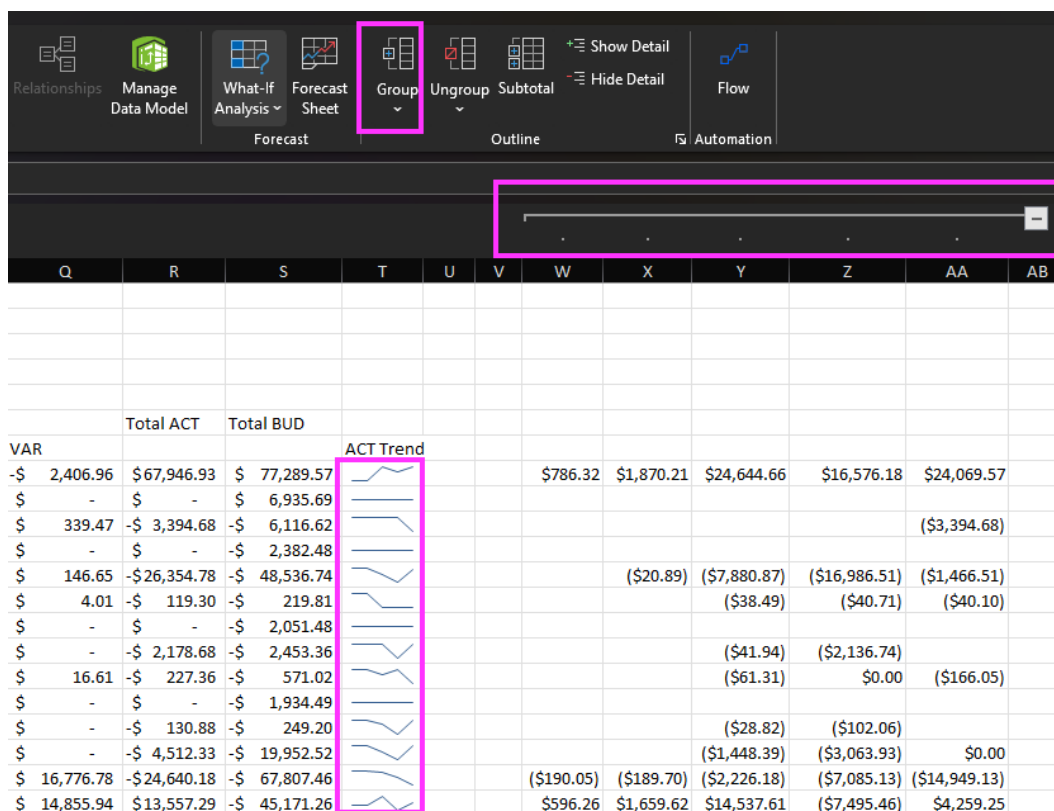 Relationships Manage Data Model What-If Analysis Forecast Sheet Group Ungroup Subtotal Show Detail Hide Detail Flow
Forecast Outline Automation
Q R S T U V W X Y Z AA AB
Total ACT Total BUD
VAR ACT Trend
-$ 2,406.96 $67,946.93 $ 77,289.57 $786.32 $1,870.21 $24,644.66 $16,576.18 $24,069.57
$ - $ - $ 6,935.69
$ 339.47 -$ 3,394.68 -$ 6,116.62 ($3,394.68)
$ - $ - -$ 2,382.48
$ 146.65 -$26,354.78 -$ 48,536.74 ($20.89) ($7,880.87) ($16,986.51) ($1,466.51)
$ 4.01 -$ 119.30 -$ 219.81 ($38.49) ($40.71) ($40.10)
$ - $ - -$ 2,051.48
$ - -$ 2,178.68 -$ 2,453.36 ($41.94) ($2,136.74)
$ 16.61 -$ 227.36 -$ 571.02 ($61.31) $0.00 ($166.05)
$ - $ - -$ 1,934.49
$ - -$ 130.88 -$ 249.20 ($28.82) ($102.06)
$ - -$ 4,512.33 -$ 19,952.52 ($1,448.39) ($3,063.93) $0.00
$ 16,776.78 -$24,640.18 -$ 67,807.46 ($190.05) ($189.70) ($2,226.18) ($7,085.13) ($14,949.13)
$ 14,855.94 $13,557.29 -$ 45,171.26 $596.26 $1,659.62 $14,537.61 ($7,495.46) $4,259.25